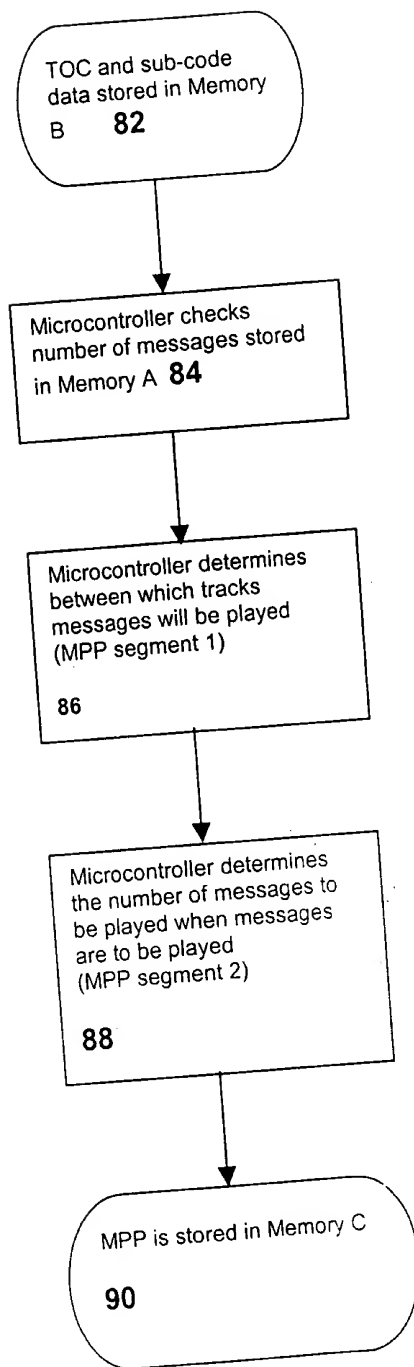 TOC and sub-code
data stored in Memory
B 82
Microcontroller checks
number of messages stored
in Memory A 84
Microcontroller determines
between which tracks
messages will be played
(MPP segment 1)
86
Microcontroller determines
the number of messages to
be played when messages
are to be played
(MPP segment 2)
88
MPP is stored in Memory C
90